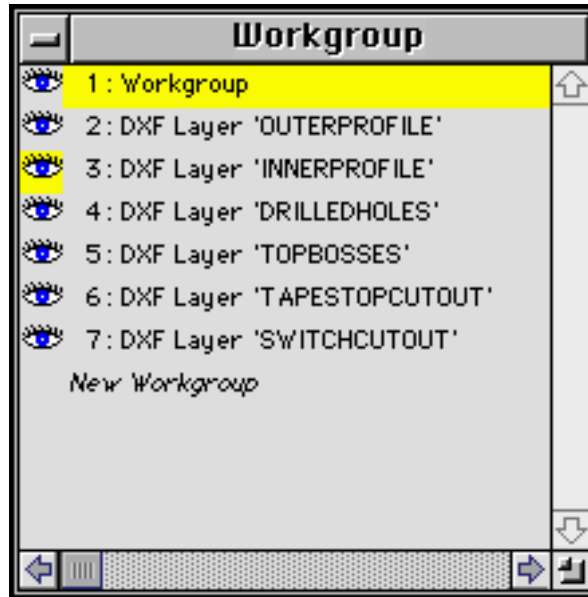 Workgroup
1 : Workgroup
2 : DXF Layer 'OUTERPROFILE'
3 : DXF Layer 'INNERPROFILE'
4 : DXF Layer 'DRILLEDHOLES'
5 : DXF Layer 'TOPBOSSES'
6 : DXF Layer 'TAPESTOPCUTOUT'
7 : DXF Layer 'SWITCHCUTOUT'
New Workgroup